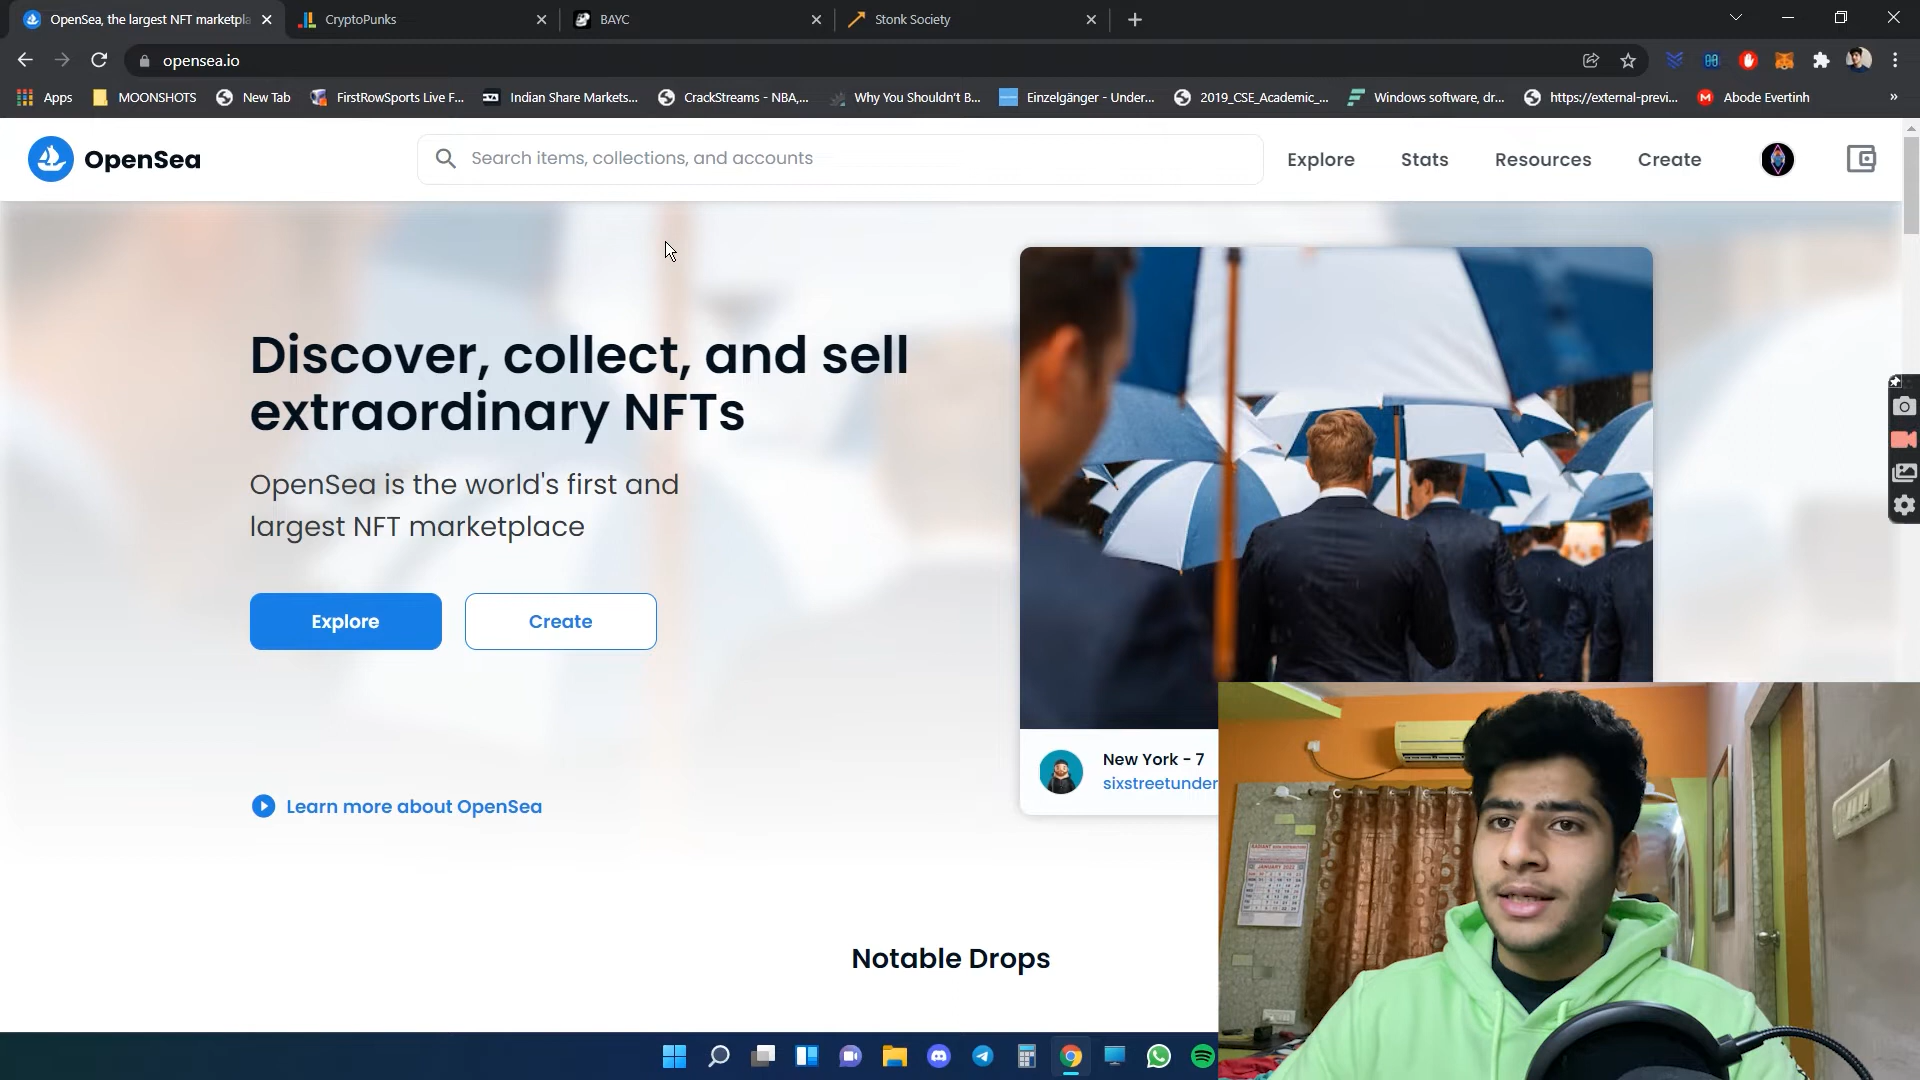 OpenSea, the largest NFT marketpla
CryptoPunks
BAYC
Stonk Society
opensea.io
Apps
MOONSHOTS
New Tab
FirstRowSports Live F...
Indian Share Markets...
CrackStreams - NBA,...
Why You Shouldn't B...
Einzelgänger - Under...
2019_CSE_Academic_...
Windows software, dr...
https://external-previ...
Abode Evertinh
»
OpenSea
Search items, collections, and accounts
Explore
Stats
Resources
Create
Discover, collect, and sell
extraordinary NFTs
OpenSea is the world's first and
largest NFT marketplace
Explore
Create
Learn more about OpenSea
New York - 7
sixstreetunder
Notable Drops
JANUARY 2022